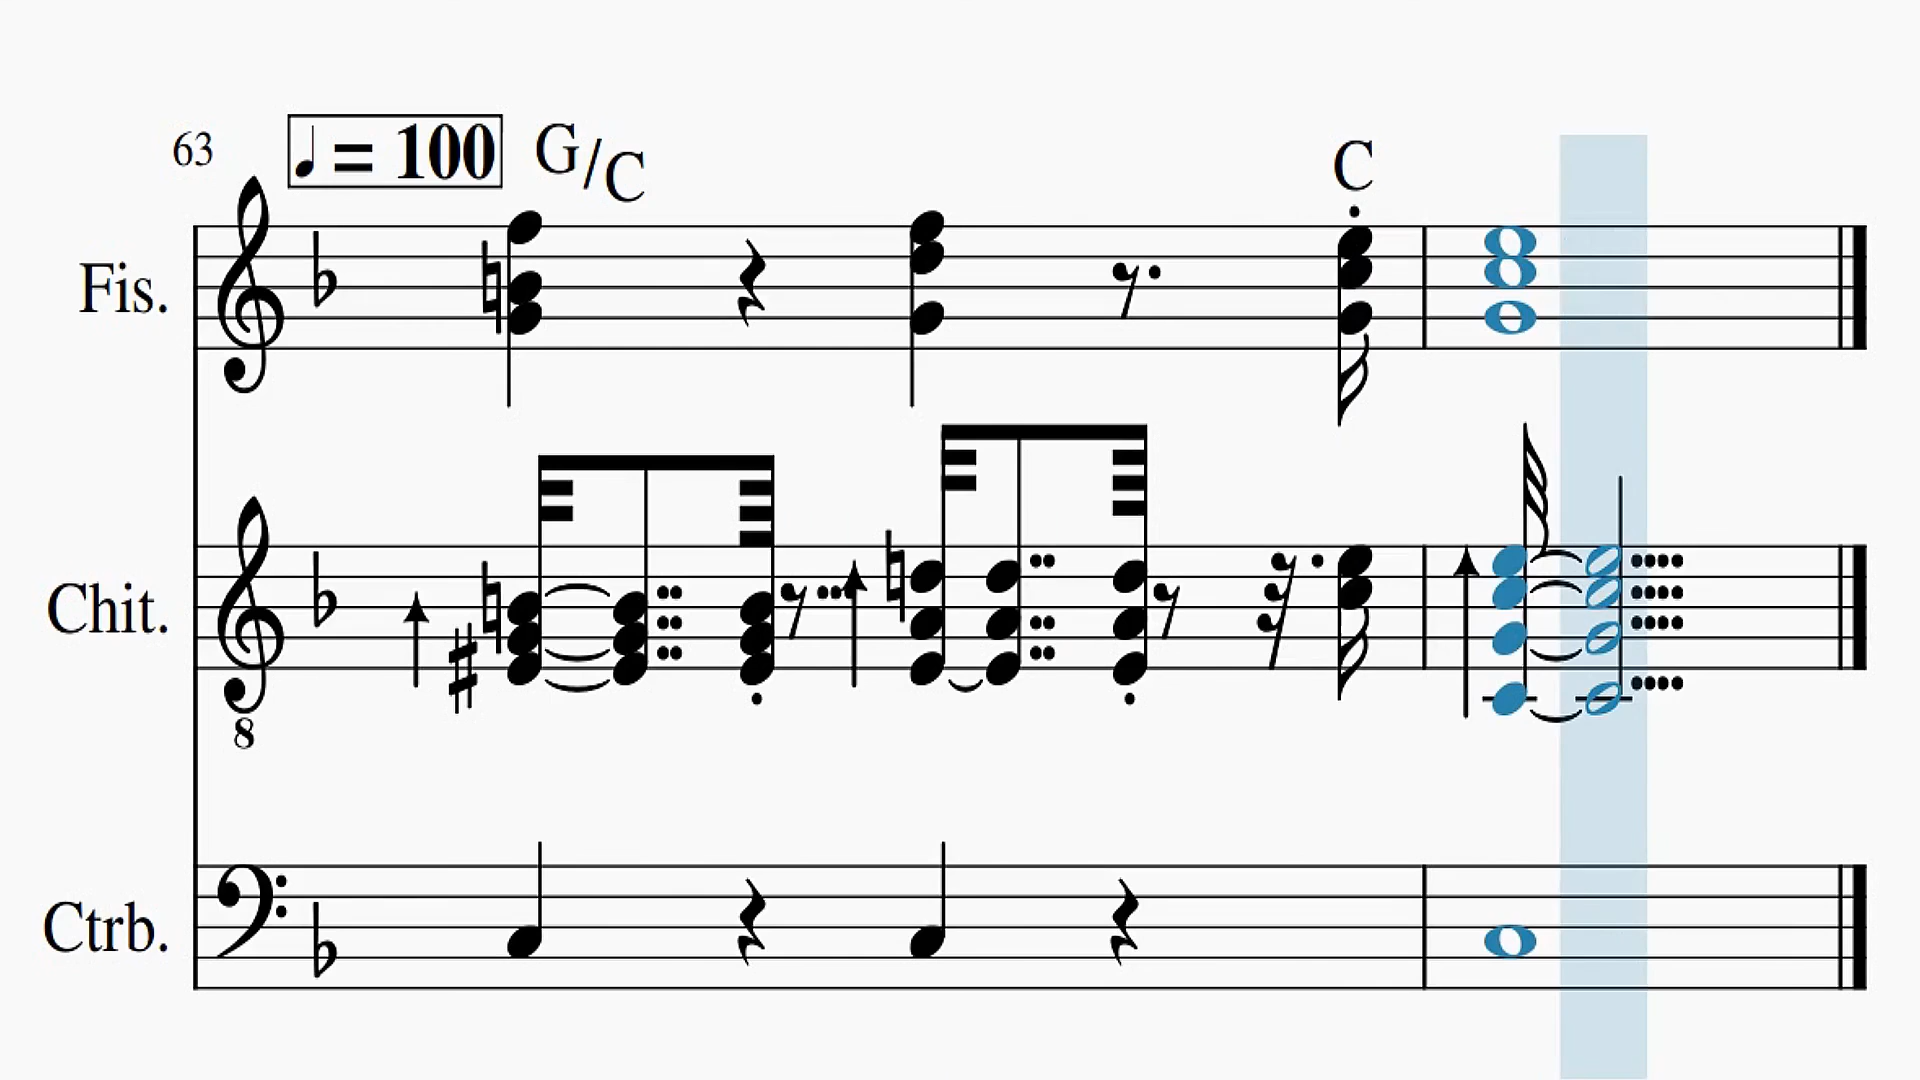 63 ♩ = 100 G/C C
Fis.
Chit.
8
Ctrb.